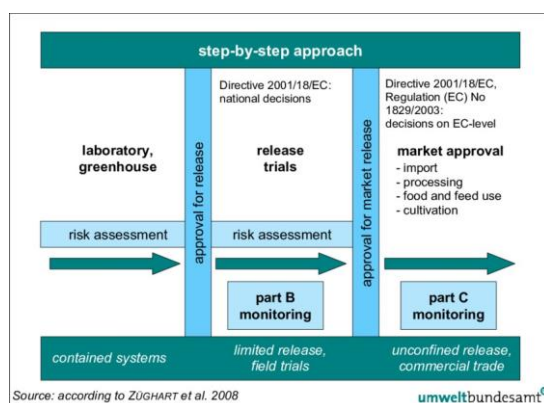 step-by-step approach
laboratory,
greenhouse
risk assessment
contained systems
approval for release
Directive 2001/18/EC:
national decisions
release
trials
risk assessment
part B
monitoring
limited release,
field trials
approval for market release
Directive 2001/18/EC,
Regulation (EC) No
1829/2003:
decisions on EC-level
market approval
- import
- processing
- food and feed use
- cultivation
part C
monitoring
unconfined release,
commercial trade
Source: according to ZÜGHART et al. 2008
umweltbundesamt